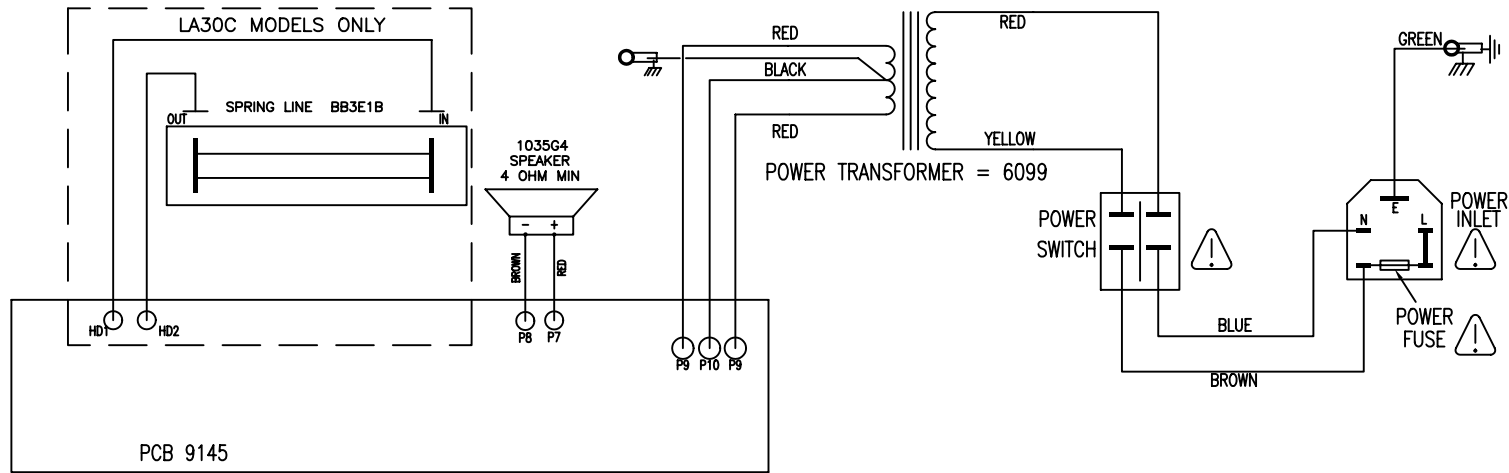 LA30C MODELS ONLY
SPRING LINE BB3E1B
OUT
IN
HD1
HD2
1035G4
SPEAKER
4 OHM MIN
-
+
BROWN
RED
P8
P7
RED
BLACK
RED
P9
P10
P9
PCB 9145
RED
YELLOW
POWER TRANSFORMER = 6099
POWER
SWITCH
!
BLUE
BROWN
GREEN
N
E
L
POWER
INLET
!
POWER
FUSE
!